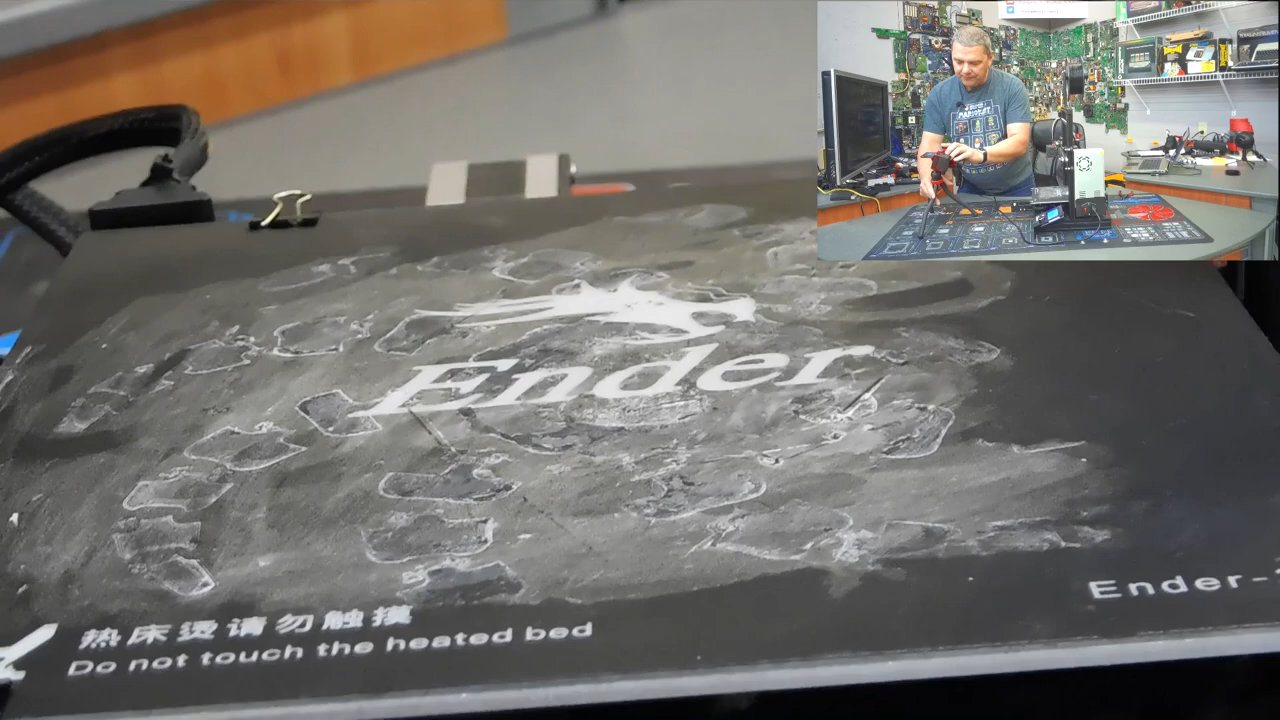 Ender
Ender-
热床烫请勿触摸
Do not touch the heated bed